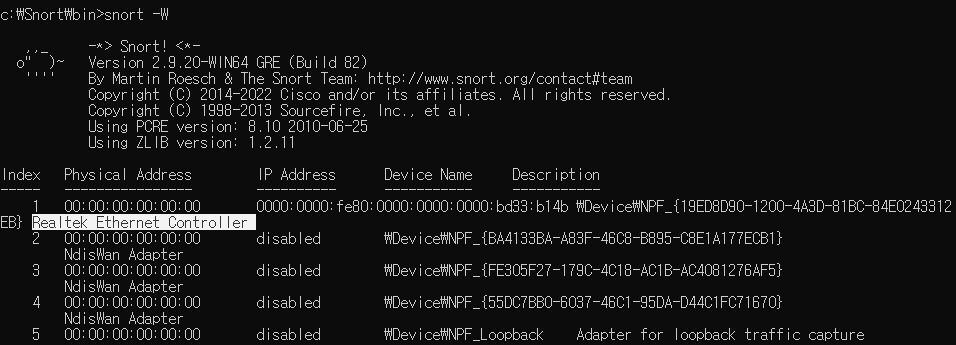 c:₩Snort₩bin>snort -W
,,_ -*> Snort! <*-
o" )~ Version 2.9.20-WIN64 GRE (Build 82)
'''' By Martin Roesch & The Snort Team: http://www.snort.org/contact#team
Copyright (C) 2014-2022 Cisco and/or its affiliates. All rights reserved.
Copyright (C) 1998-2013 Sourcefire, Inc., et al.
Using PCRE version: 8.10 2010-06-25
Using ZLIB version: 1.2.11
Index Physical Address IP Address Device Name Description
----- ---------------- ---------- ----------- -----------
1 00:00:00:00:00:00 0000:0000:fe80:0000:0000:0000:bd33:b14b ₩Device₩NPF_{19ED8D90-1200-4A3D-81BC-84E0243312
EB} Realtek Ethernet Controller
2 00:00:00:00:00:00 disabled ₩Device₩NPF_{BA4133BA-A83F-46C8-B895-C8E1A177ECB1}
NdisWan Adapter
3 00:00:00:00:00:00 disabled ₩Device₩NPF_{FE305F27-179C-4C18-AC1B-AC4081276AF5}
NdisWan Adapter
4 00:00:00:00:00:00 disabled ₩Device₩NPF_{55DC7BB0-6037-46C1-95DA-D44C1FC71670}
NdisWan Adapter
5 00:00:00:00:00:00 disabled ₩Device₩NPF_Loopback Adapter for loopback traffic capture